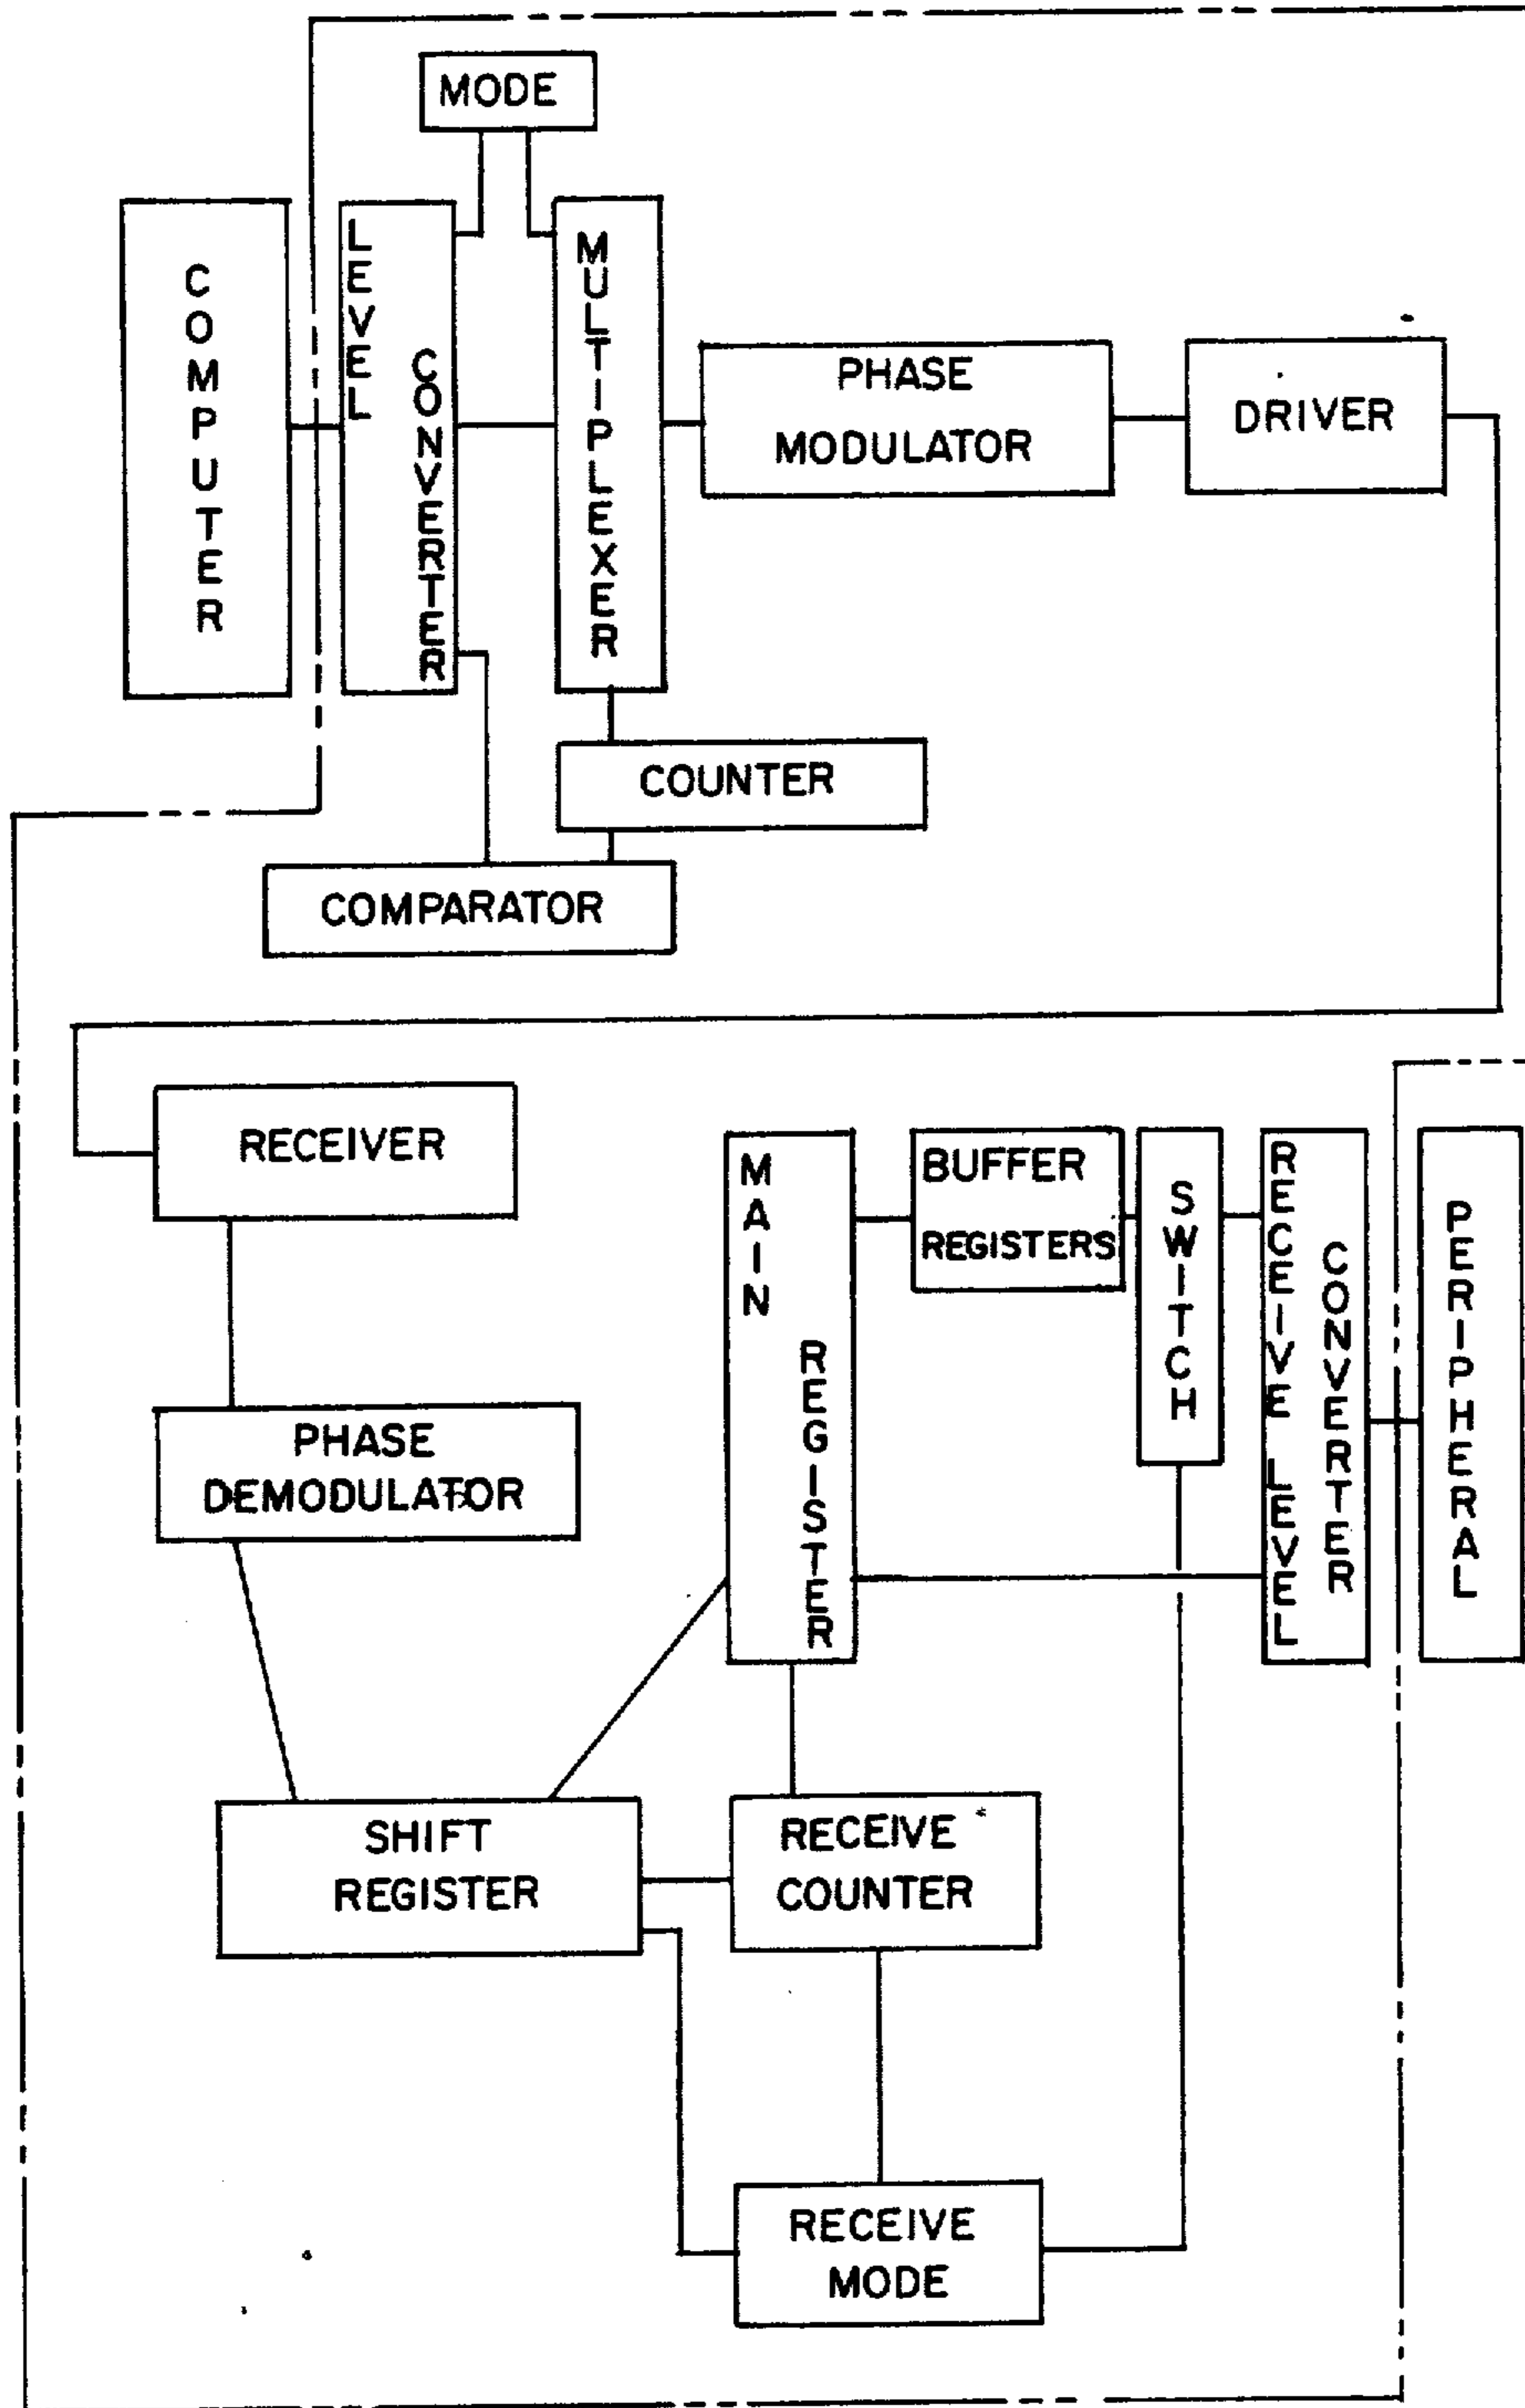 MODE
COMPUTER
LEVEL
CONVERTER
MULTIPLEXER
PHASE
MODULATOR
DRIVER
COUNTER
COMPARATOR
RECEIVER
MAIN
REGISTER
BUFFER
REGISTERS
SWITCH
RECEIVE LEVEL
CONVERTER
PERIPHERAL
PHASE
DEMODULATOR
SHIFT
REGISTER
RECEIVE
COUNTER
RECEIVE
MODE